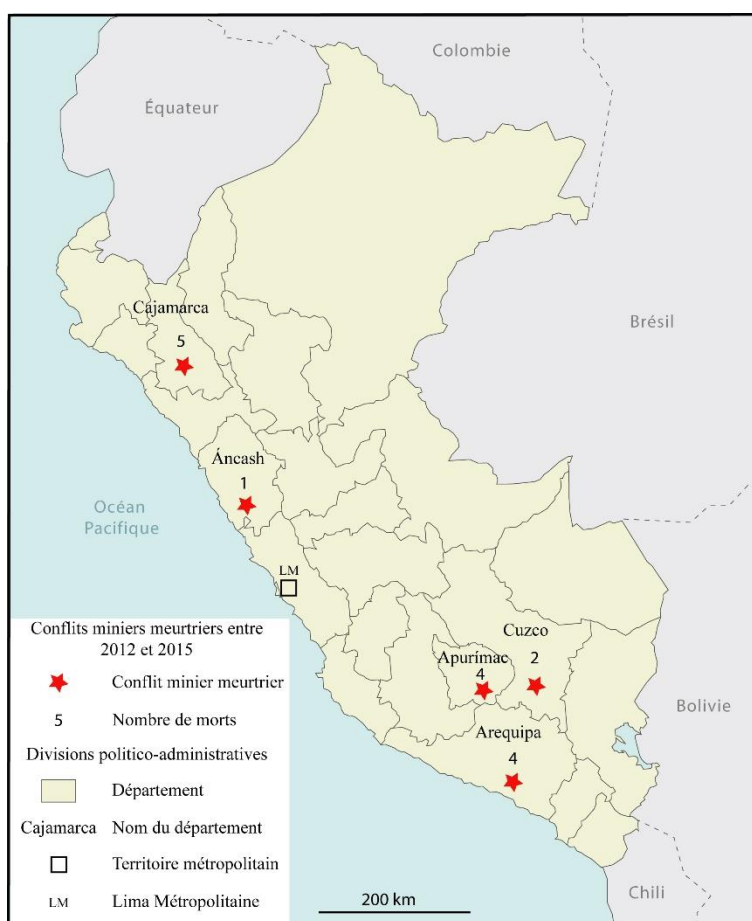 Colombie
Équateur
Brésil
Cajamarca
5
Áncash
1
Océan
Pacifique
LM
Cuzco
2
Apurímac
4
Arequipa
4
Bolivie
Chili
Conflits miniers meurtriers entre
2012 et 2015
Conflit minier meurtrier
5 Nombre de morts
Divisions politico-administratives
Département
Cajamarca Nom du département
Territoire métropolitain
LM Lima Métropolitaine
200 km